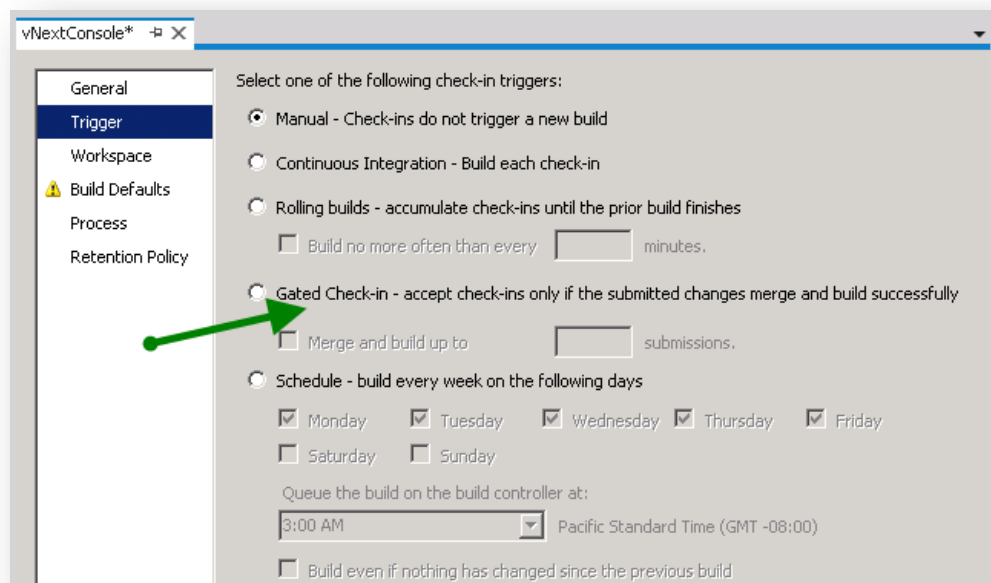 vNextConsole*
General
Trigger
Workspace
Build Defaults
Process
Retention Policy
Select one of the following check-in triggers:
Manual - Check-ins do not trigger a new build
Continuous Integration - Build each check-in
Rolling builds - accumulate check-ins until the prior build finishes
Build no more often than every minutes.
Gated Check-in - accept check-ins only if the submitted changes merge and build successfully
Merge and build up to submissions.
Schedule - build every week on the following days
Monday Tuesday Wednesday Thursday Friday
Saturday Sunday
Queue the build on the build controller at:
3:00 AM Pacific Standard Time (GMT -08:00)
Build even if nothing has changed since the previous build